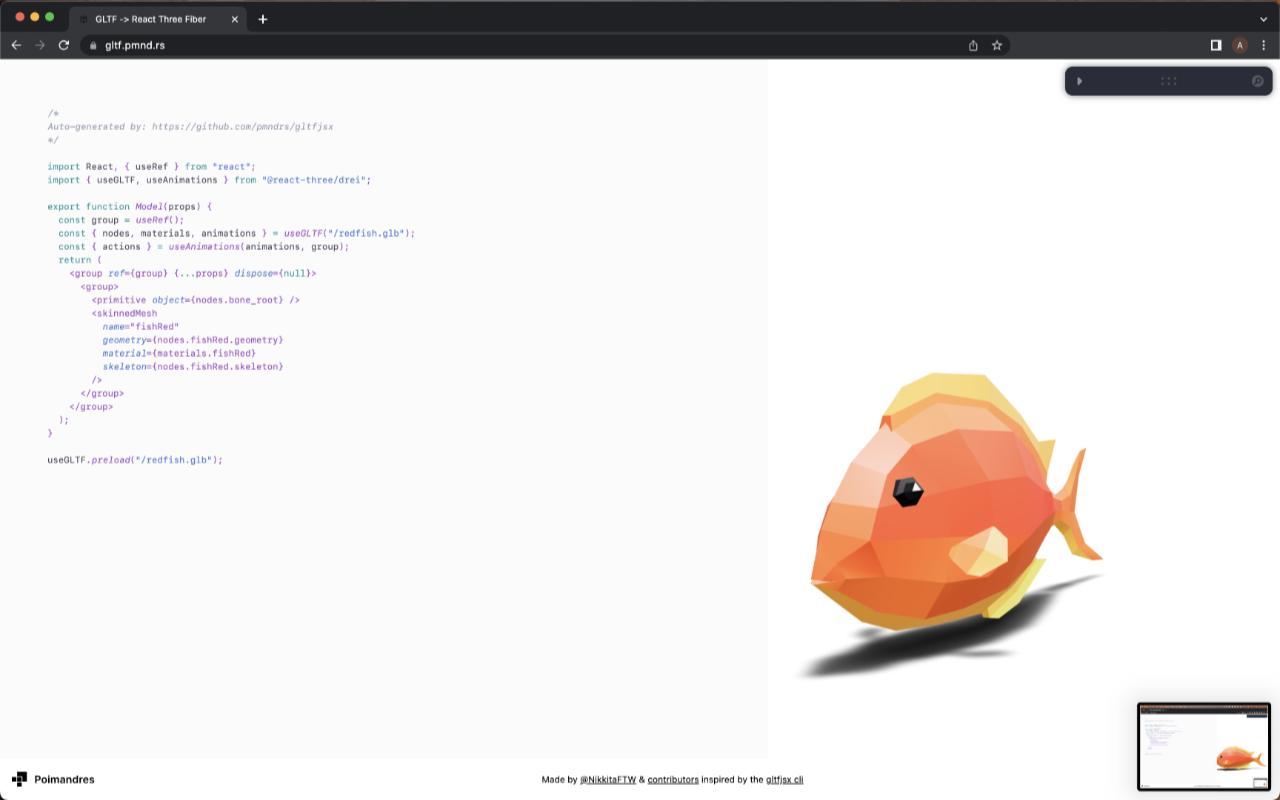 GLTF -> React Three Fiber
gltf.pmnd.rs
A
/*
Auto-generated by: https://github.com/pmndrs/gltfjsx
*/
import React, { useRef } from "react";
import { useGLTF, useAnimations } from "@react-three/drei";
export function Model(props) {
const group = useRef();
const { nodes, materials, animations } = useGLTF("/redfish.glb");
const { actions } = useAnimations(animations, group);
return (
<group ref={group} {...props} dispose={null}>
<group>
<primitive object={nodes.bone_root} />
<skinnedMesh
name="fishRed"
geometry={nodes.fishRed.geometry}
material={materials.fishRed}
skeleton={nodes.fishRed.skeleton}
/>
</group>
</group>
);
}
useGLTF.preload("/redfish.glb");
Poimandres
Made by @NikkitaFTW & contributors inspired by the gltfjsx cli